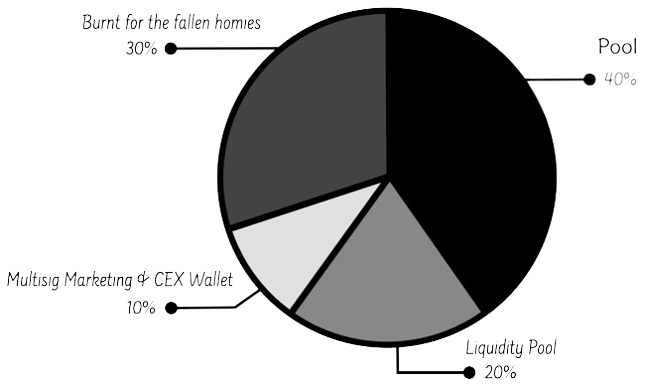 Burnt for the fallen homies
30%
Pool
40%
Multisig Marketing & CEX Wallet
10%
Liquidity Pool
20%